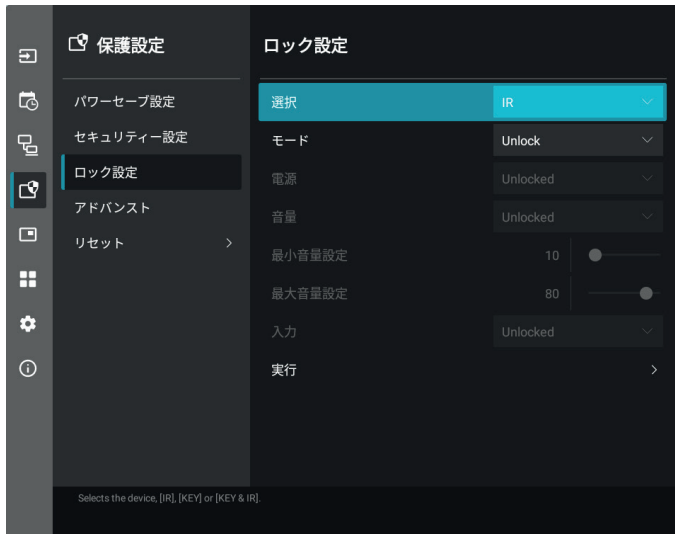 保護設定
ロック設定
パワーセーブ設定
セキュリティー設定
ロック設定
アドバンスト
リセット
選択 IR
モード Unlock
電源 Unlocked
音量 Unlocked
最小音量設定 10
最大音量設定 80
入力 Unlocked
実行
Selects the device, [IR], [KEY] or [KEY & IR].